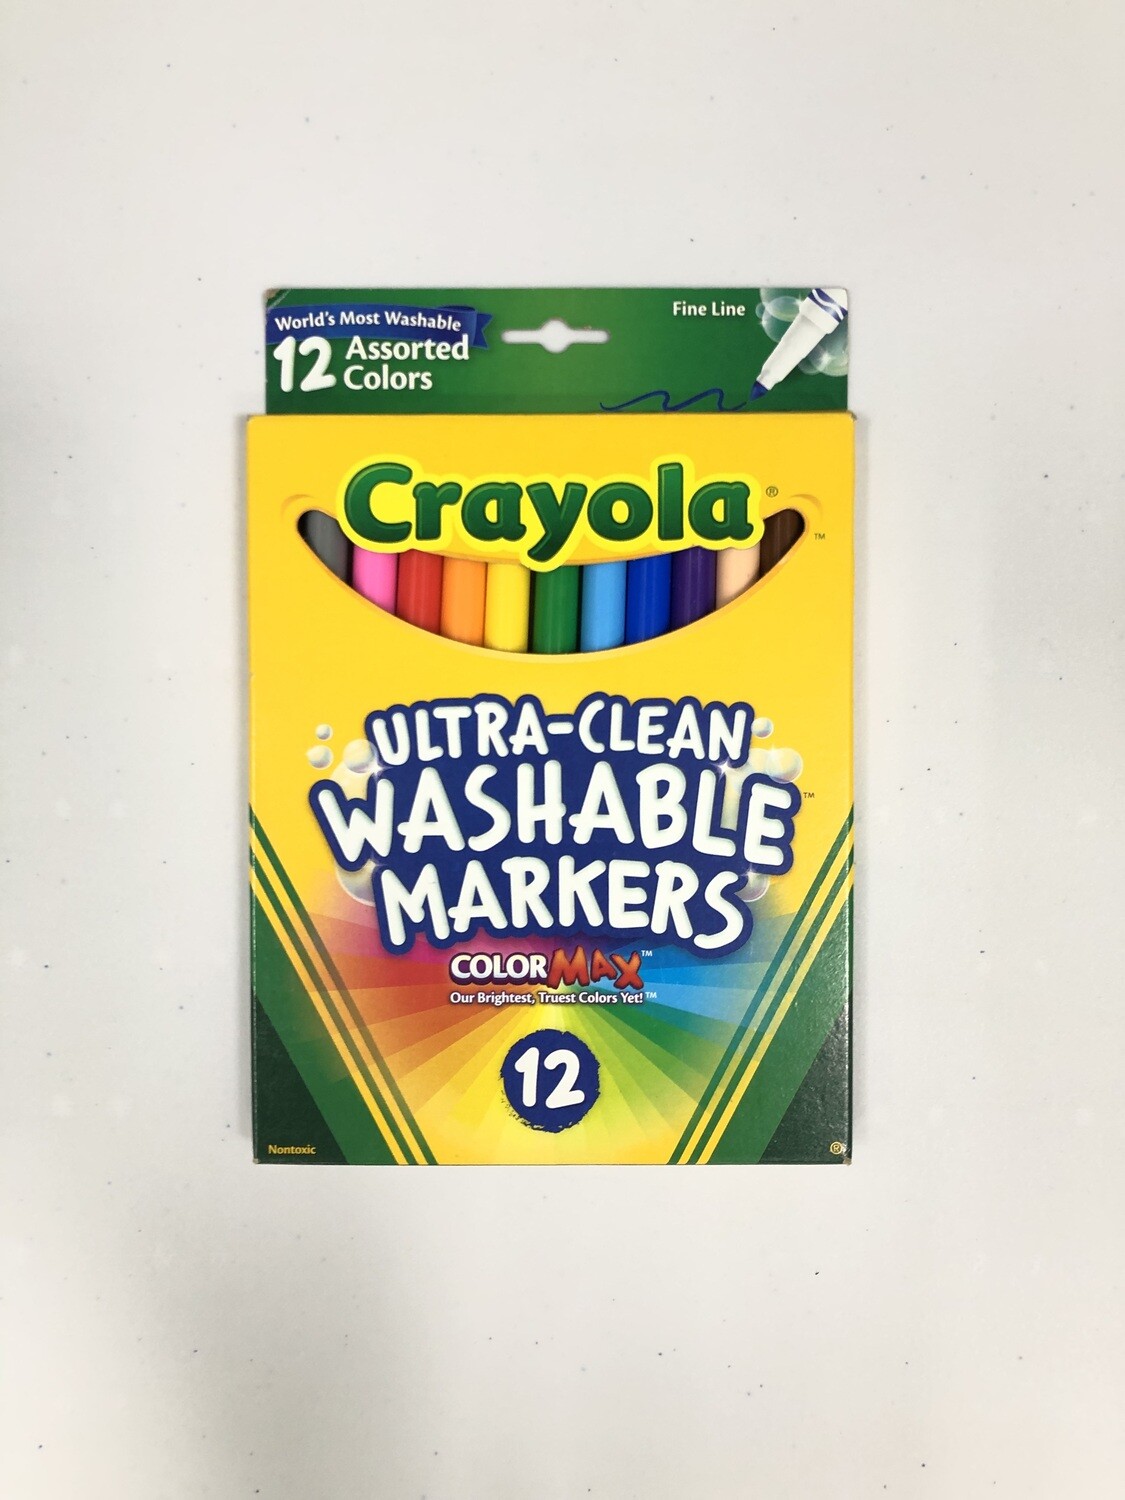 World's Most Washable
12 Assorted
Colors
Fine Line
Crayola®
™
ULTRA-CLEAN
WASHABLE™
MARKERS
COLORMAX™
Our Brightest, Truest Colors Yet!™
12
Nontoxic
®